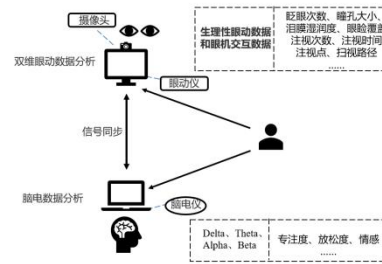 摄像头
双维眼动数据分析
眼动仪
生理性眼动数据
和眼机交互数据
眨眼次数、瞳孔大小、
泪膜湿润度、眼睑覆盖
注视次数、注视时间
注视点、扫视路径
......
信号同步
脑电数据分析
脑电仪
Delta、Theta、
Alpha、Beta
专注度、放松度、情感
......